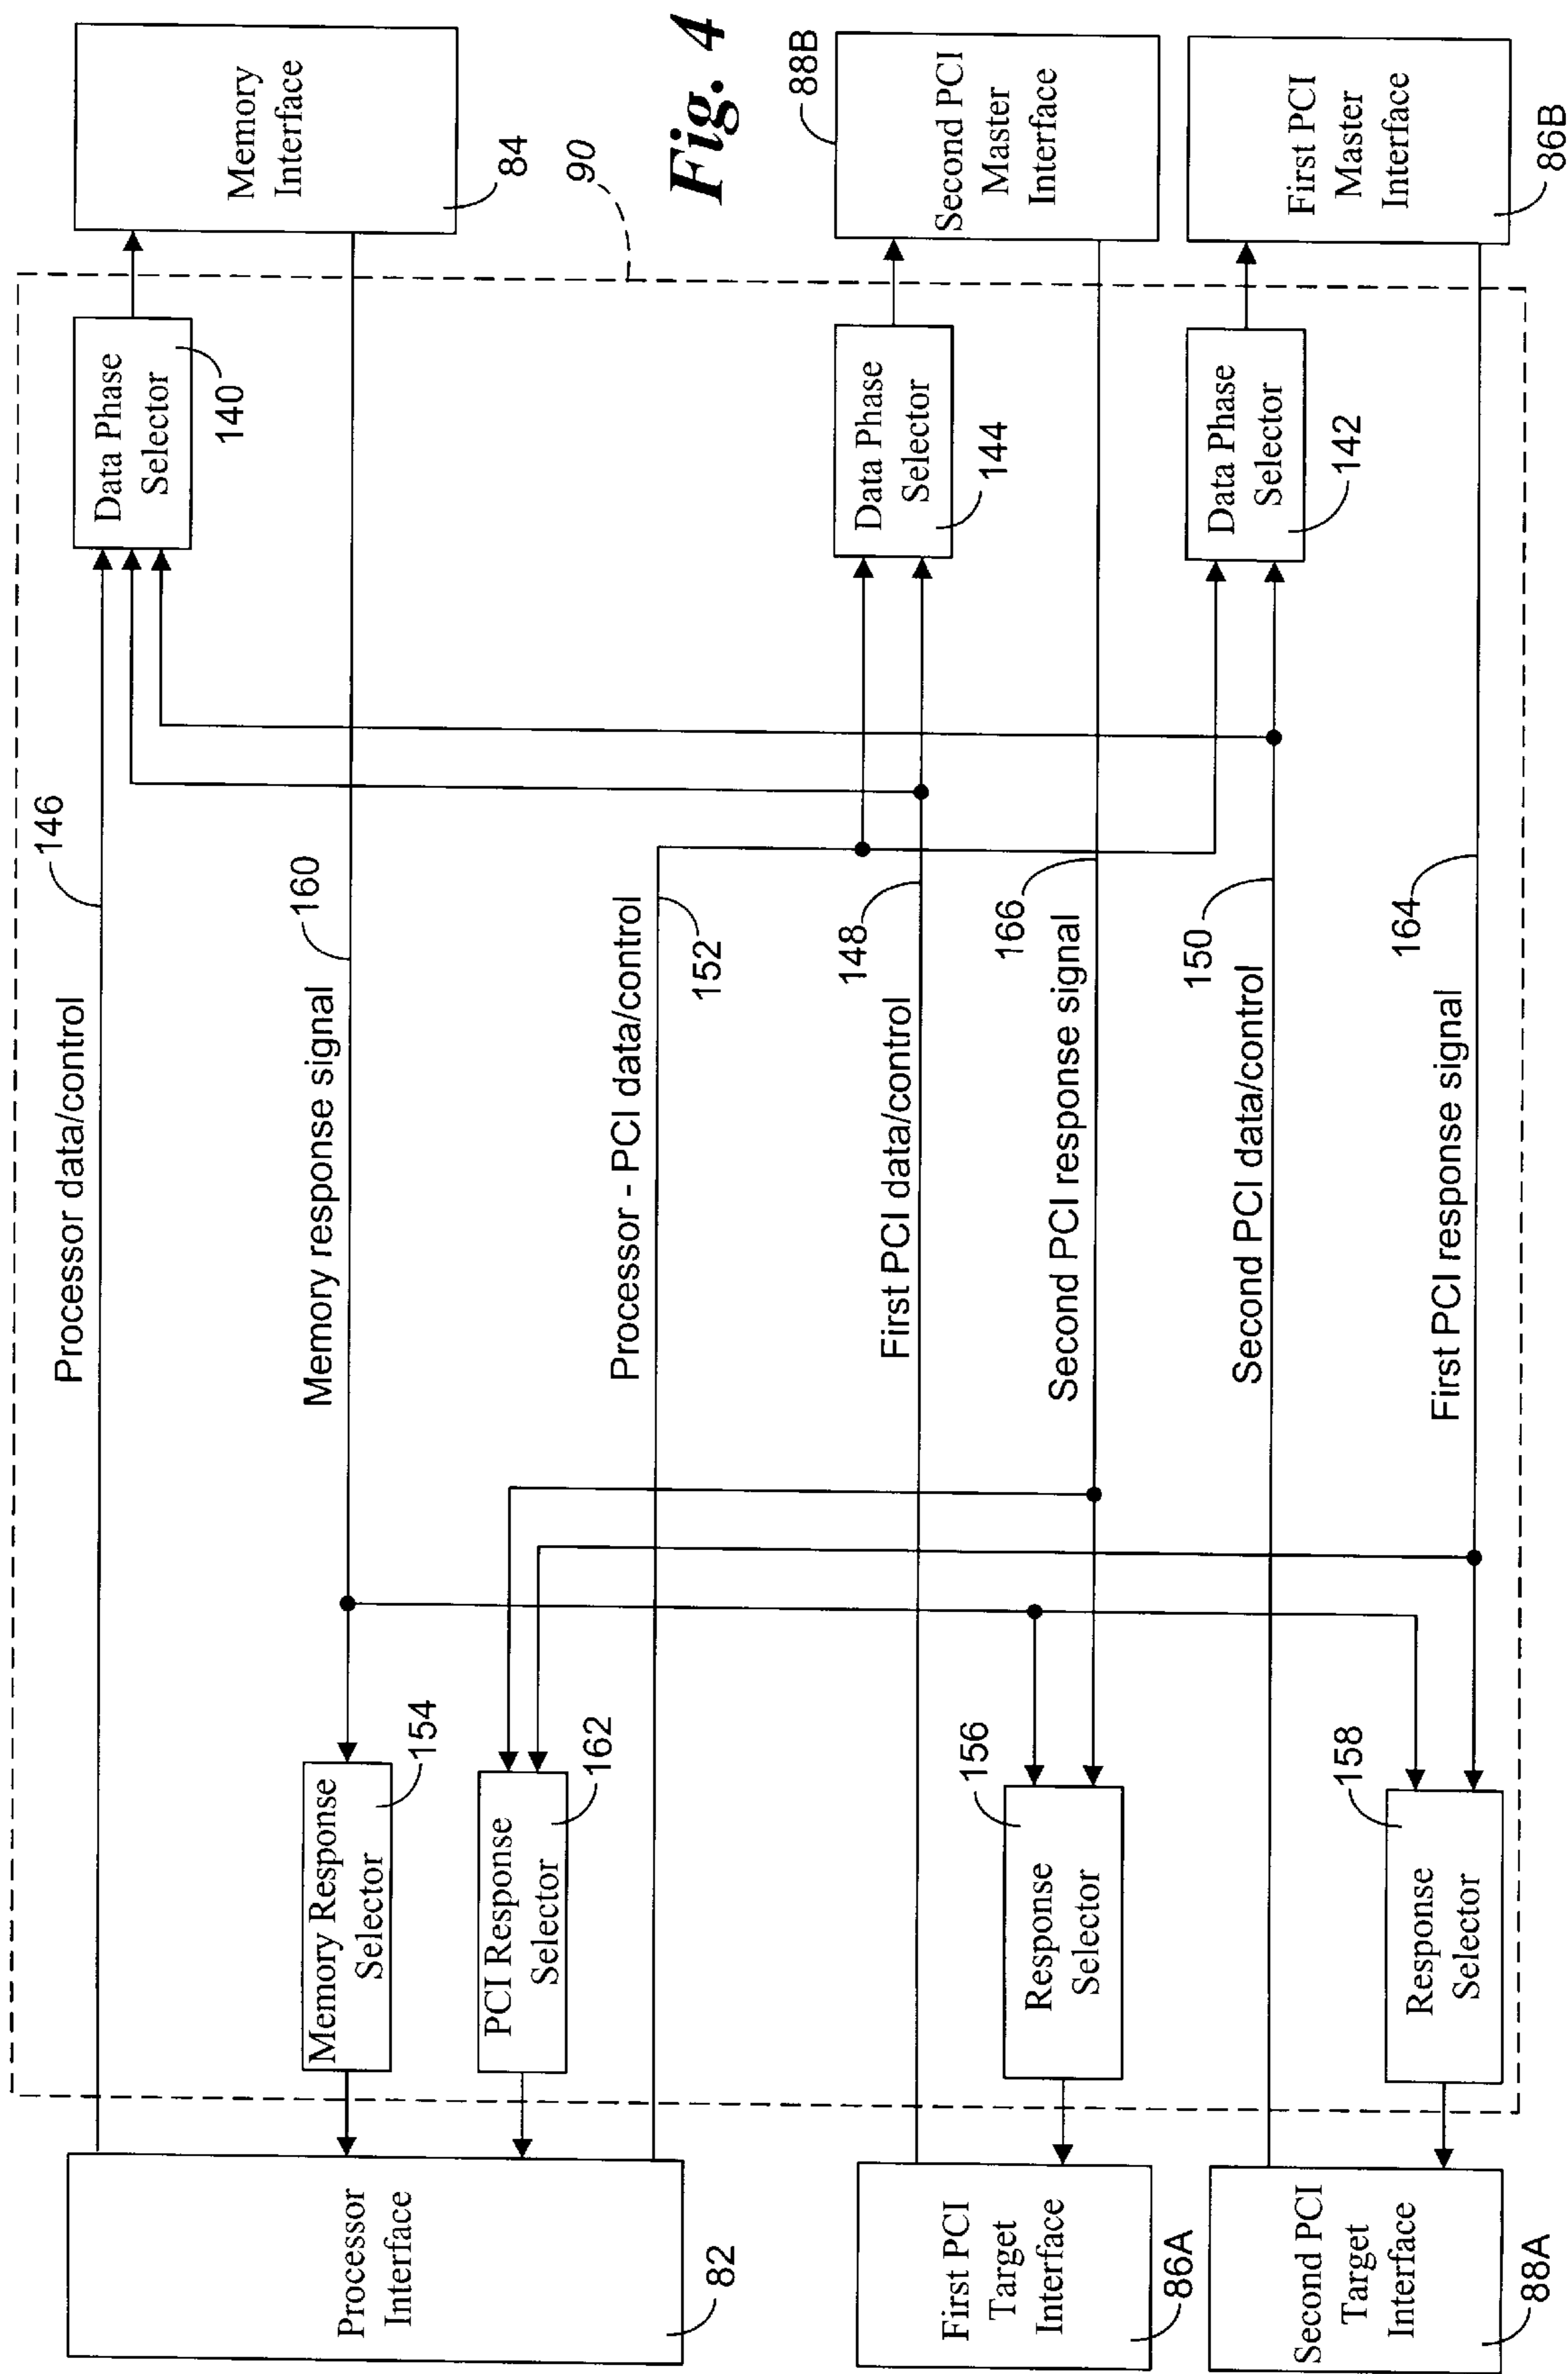 Fig. 4
90
Processor
Interface
82
First PCI
Target
Interface
86A
Second PCI
Target
Interface
88A
Memory Response
Selector
154
PCI Response
Selector
162
Response
Selector
156
Response
Selector
158
Processor data/control
146
Memory response signal
160
Processor - PCI data/control
152
First PCI data/control
148
Second PCI response signal
166
Second PCI data/control
150
First PCI response signal
164
Data Phase
Selector
140
Data Phase
Selector
144
Data Phase
Selector
142
Memory
Interface
84
Second PCI
Master
Interface
88B
First PCI
Master
Interface
86B